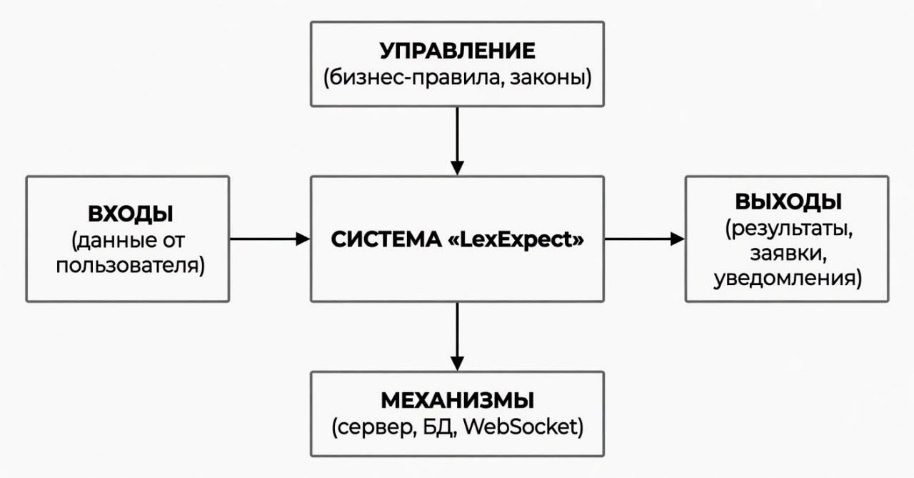 УПРАВЛЕНИЕ
(бизнес-правила, законы)
ВХОДЫ
(данные от
пользователя)
СИСТЕМА «LexExpect»
ВЫХОДЫ
(результаты,
заявки,
уведомления)
МЕХАНИЗМЫ
(сервер, БД, WebSocket)